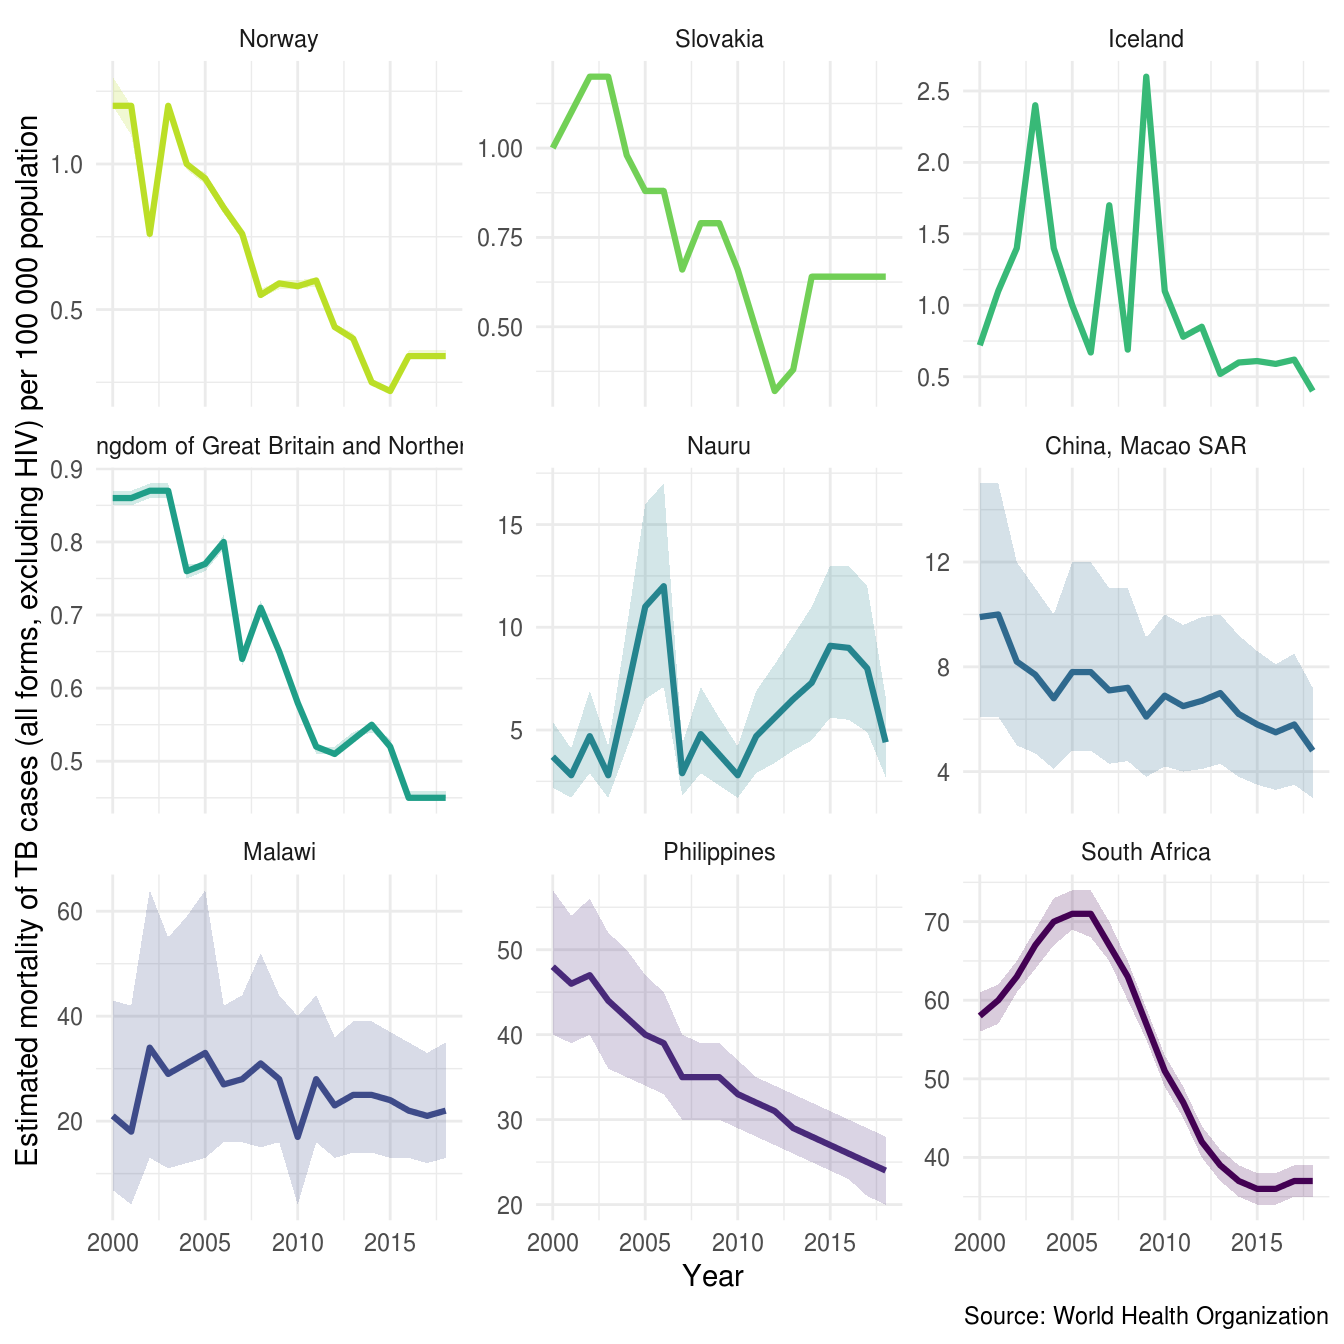 Estimated mortality of TB cases (all forms, excluding HIV) per 100 000 population
Norway
1.0
0.5
Slovakia
1.00
0.75
0.50
Iceland
2.5
2.0
1.5
1.0
0.5
ngdom of Great Britain and Norther
0.9
0.8
0.7
0.6
0.5
Nauru
15
10
5
China, Macao SAR
12
8
4
Malawi
60
40
20
2000 2005 2010 2015
Philippines
50
40
30
20
2000 2005 2010 2015
South Africa
70
60
50
40
2000 2005 2010 2015
Year
Source: World Health Organization